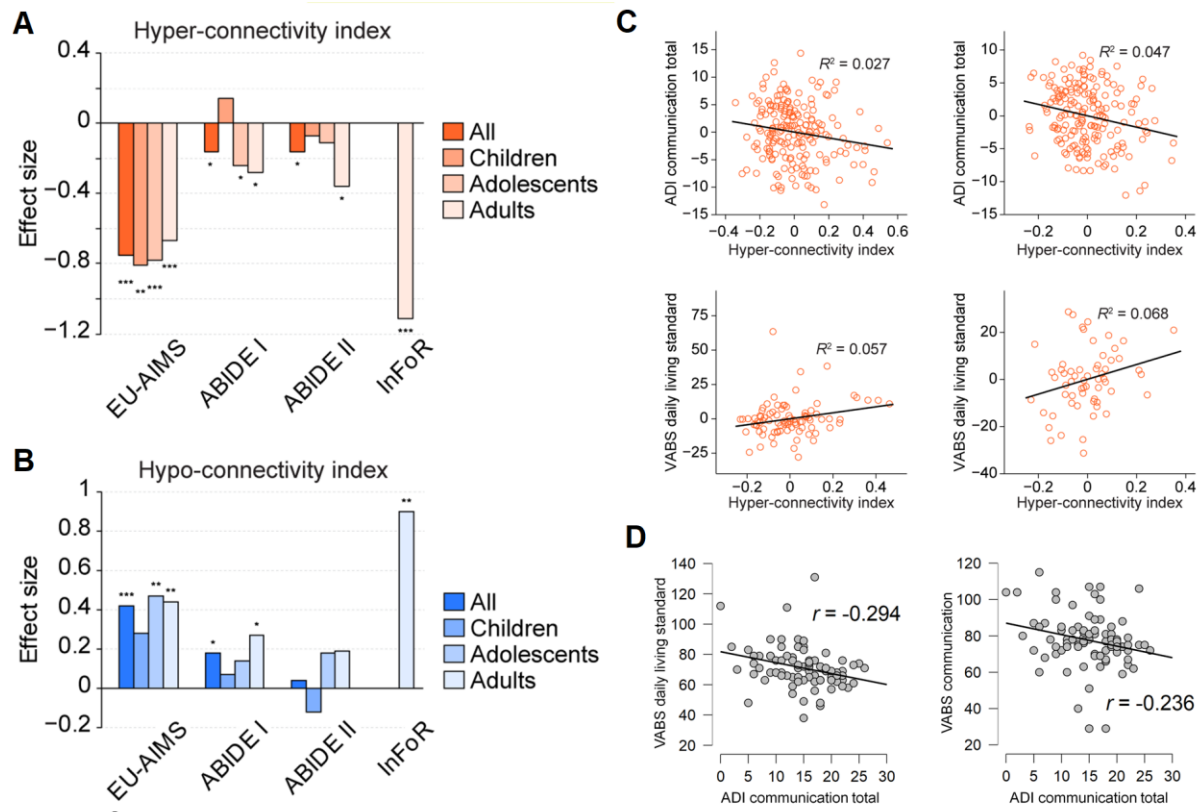 A
Hyper-connectivity index
0.4
0
−0.4
−0.8
−1.2
Effect size
*** ** *** ***
* * *
* *
***
EU-AIMS
ABIDE I
ABIDE II
InFoR
All
Children
Adolescents
Adults
B
Hypo-connectivity index
1
0.8
0.6
0.4
0.2
0
−0.2
Effect size
*** ** **
* *
**
EU-AIMS
ABIDE I
ABIDE II
InFoR
All
Children
Adolescents
Adults
C
15
10
5
0
−5
−10
−15
ADI communication total
R² = 0.027
−0.4 −0.2 0 0.2 0.4 0.6
Hyper-connectivity index
10
5
0
−5
−10
−15
ADI communication total
R² = 0.047
−0.2 0 0.2 0.4
Hyper-connectivity index
75
50
25
0
−25
VABS daily living standard
R² = 0.057
−0.2 0 0.2 0.4
Hyper-connectivity index
20
0
−20
−40
VABS daily living standard
R² = 0.068
−0.2 0 0.2 0.4
Hyper-connectivity index
D
140
120
100
80
60
40
20
VABS daily living standard
r = -0.294
0 5 10 15 20 25 30
ADI communication total
120
100
80
60
40
20
VABS communication
r = -0.236
0 5 10 15 20 25 30
ADI communication total